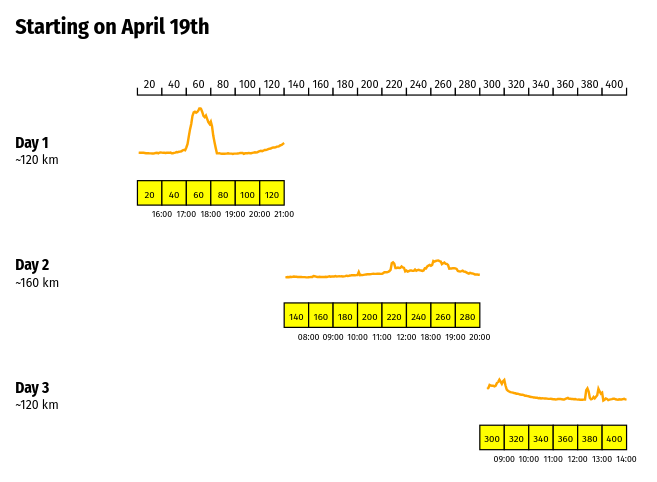 Starting on April 19th
20 40 60 80 100 120 140 160 180 200 220 240 260 280 300 320 340 360 380 400
Day 1
~120 km
20 40 60 80 100 120
16:00 17:00 18:00 19:00 20:00 21:00
Day 2
~160 km
140 160 180 200 220 240 260 280
08:00 09:00 10:00 11:00 12:00 18:00 19:00 20:00
Day 3
~120 km
300 320 340 360 380 400
09:00 10:00 11:00 12:00 13:00 14:00